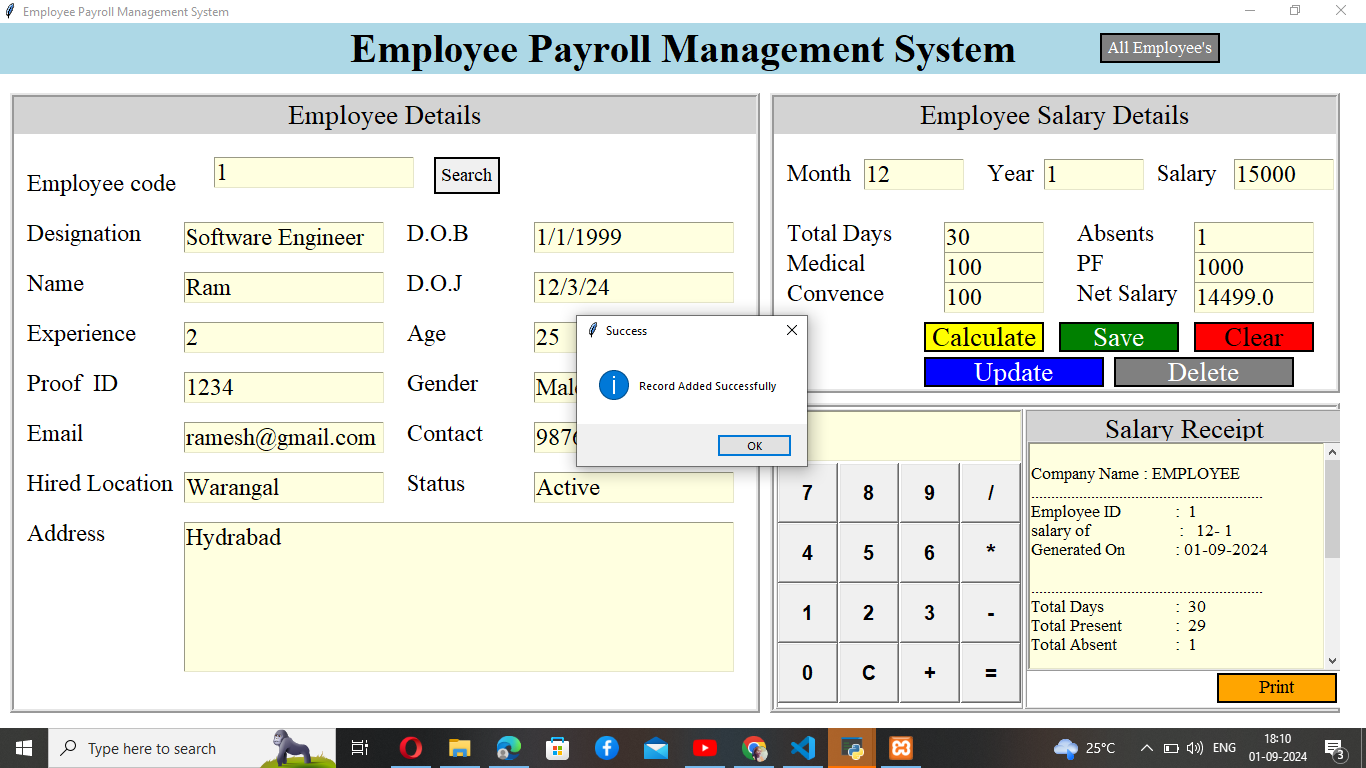 Employee Payroll Management System
Employee Payroll Management System
All Employee's
Employee Details
Employee code 1 Search
Designation Software Engineer D.O.B 1/1/1999
Name Ram D.O.J 12/3/24
Experience 2 Age 25
Proof ID 1234 Gender
Email ramesh@gmail.com Contact
Hired Location Warangal Status Active
Address Hydrabad
Employee Salary Details
Month 12 Year 1 Salary 15000
Total Days 30 Absents 1
Medical 100 PF 1000
Convence 100 Net Salary 14499.0
Calculate Save Clear
Update Delete
Success
Record Added Successfully
OK
7 8 9 /
4 5 6 *
1 2 3 -
0 C + =
Salary Receipt
Company Name : EMPLOYEE
Employee ID : 1
salary of : 12- 1
Generated On : 01-09-2024
Total Days : 30
Total Present : 29
Total Absent : 1
Print
Type here to search
25°C
ENG
18:10
01-09-2024
3